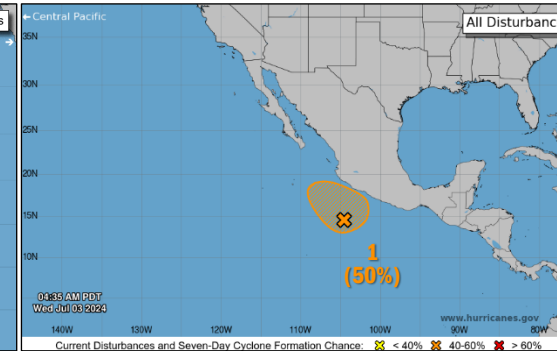 s
← Central Pacific
All Disturbanc
→
35N
30N
25N
20N
15N
10N
1
(50%)
04:35 AM PDT
Wed Jul 03 2024
www.hurricanes.gov
140W 130W 120W 110W 100W 90W 80W
Current Disturbances and Seven-Day Cyclone Formation Chance: < 40% 40-60% > 60%